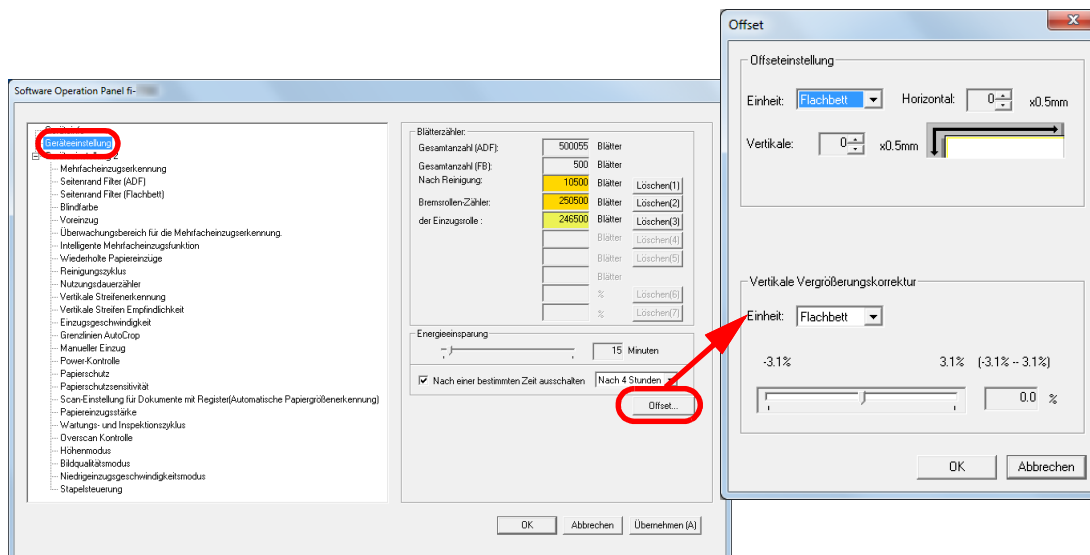 Software Operation Panel fi-
Geräteeinstellung
Mehrfacheinzugserkennung
Seitenrand Filter (ADF)
Seitenrand Filter (Flachbett)
Blindfarbe
Voreinzug
Überwachungsbereich für die Mehrfacheinzugserkennung.
Intelligente Mehrfacheinzugsfunktion
Wiederholte Papiereinzüge
Reinigungszyklus
Nutzungsdauerzähler
Vertikale Streifenerkennung
Vertikale Streifen Empfindlichkeit
Einzugsgeschwindigkeit
Grenzlinien AutoCrop
Manueller Einzug
Power-Kontrolle
Papierschutz
Papierschutzsensitivität
Scan-Einstellung für Dokumente mit Register(Automatische Papiergrößenerkennung)
Papiereinzugsstärke
Wartungs- und Inspektionszyklus
Overscan Kontrolle
Höhenmodus
Bildqualitätsmodus
Niedrigeinzugsgeschwindigkeitsmodus
Stapelsteuerung
Blätterzähler:
Gesamtanzahl (ADF): 500055 Blätter
Gesamtanzahl (FB): 500 Blätter
Nach Reinigung: 10500 Blätter Löschen(1)
Bremsrollen-Zähler: 250500 Blätter Löschen(2)
der Einzugsrolle : 246500 Blätter Löschen(3)
Blätter Löschen(4)
Blätter Löschen(5)
Blätter
% Löschen(6)
% Löschen(7)
Energieeinsparung
15 Minuten
Nach einer bestimmten Zeit ausschalten Nach 4 Stunden
Offset...
OK Abbrechen Übernehmen (A)
Offset
Offseteinstellung
Einheit: Flachbett Horizontal: 0 x0.5mm
Vertikale: 0 x0.5mm
Vertikale Vergrößerungskorrektur
Einheit: Flachbett
-3.1% 3.1% (-3.1% -- 3.1%)
0.0 %
OK Abbrechen